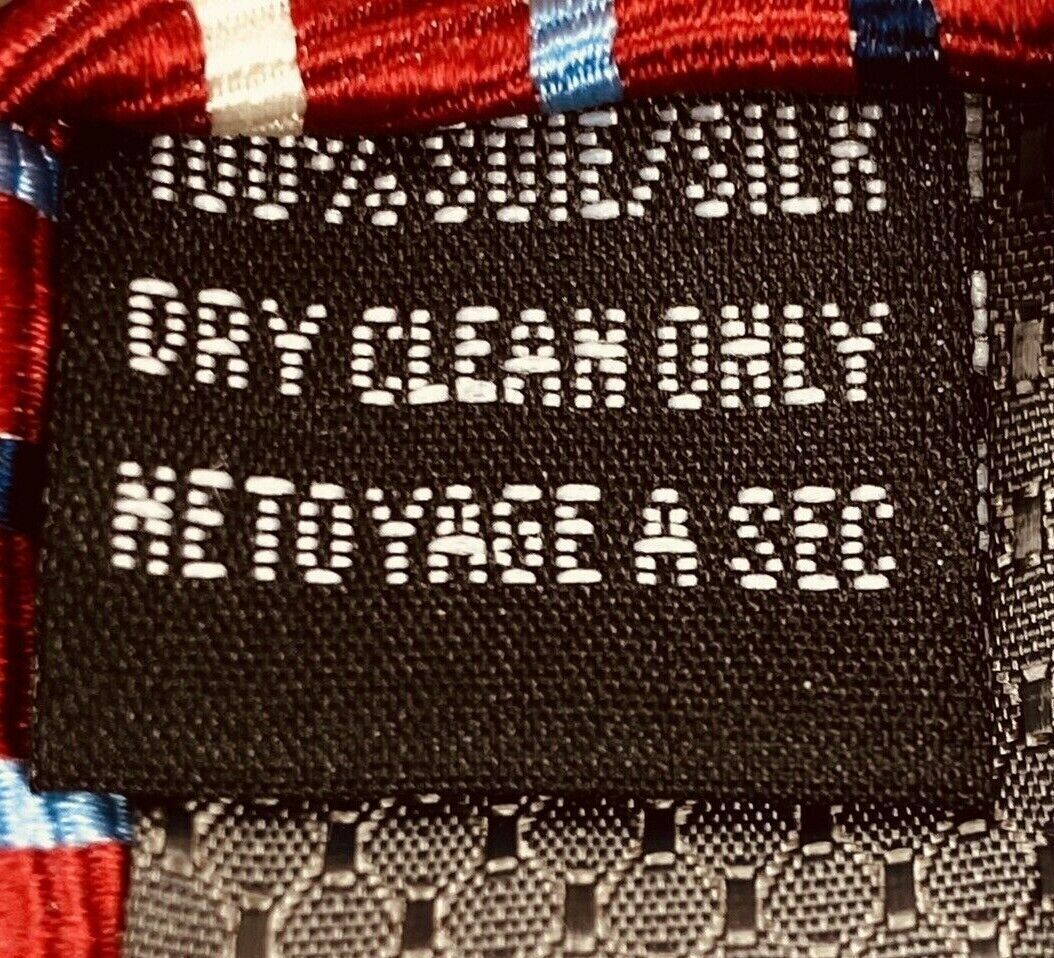 100% SOIE/SILK
DRY CLEAN ONLY
NETOYAGE A SEC